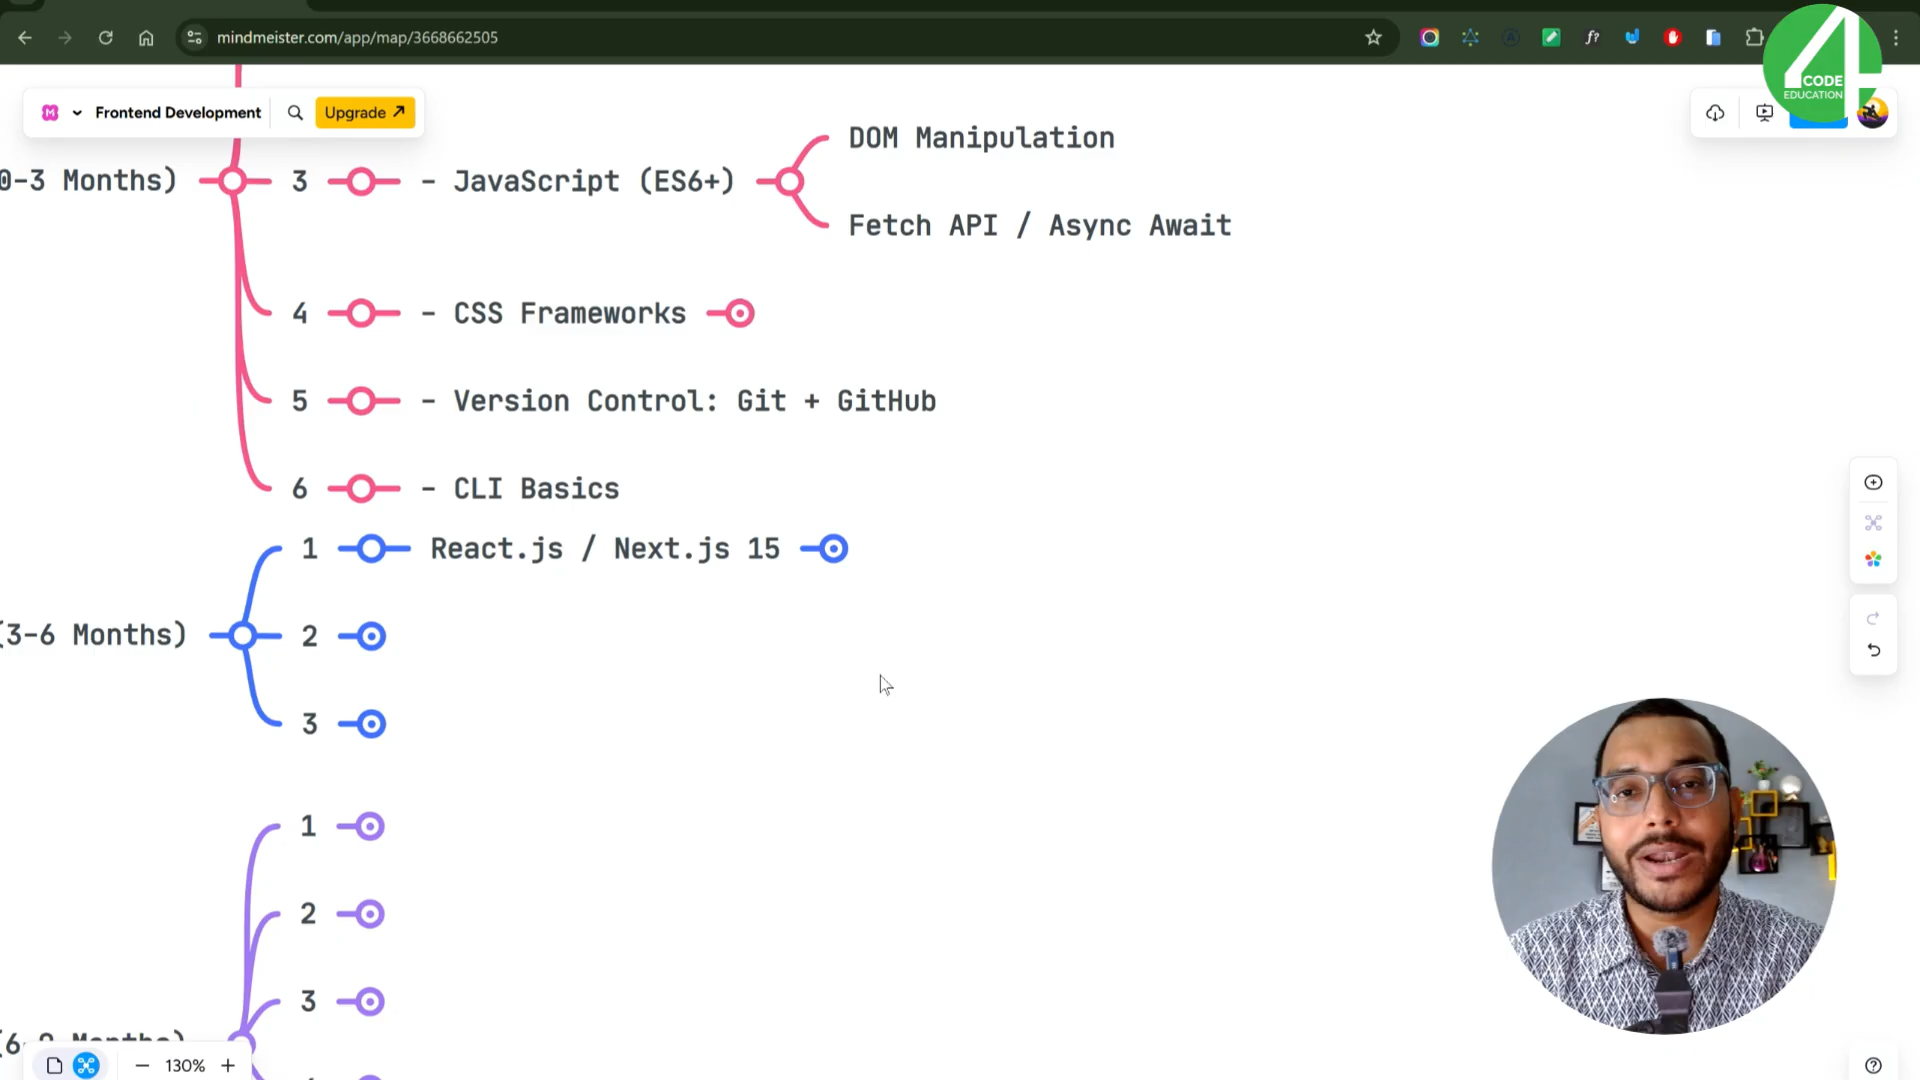 mindmeister.com/app/map/3668662505
f?
CODE
EDUCATION
Frontend Development
Upgrade
0-3 Months)
3
- JavaScript (ES6+)
DOM Manipulation
Fetch API / Async Await
4
- CSS Frameworks
5
- Version Control: Git + GitHub
6
- CLI Basics
(3-6 Months)
1
React.js / Next.js 15
2
3
1
2
3
130%